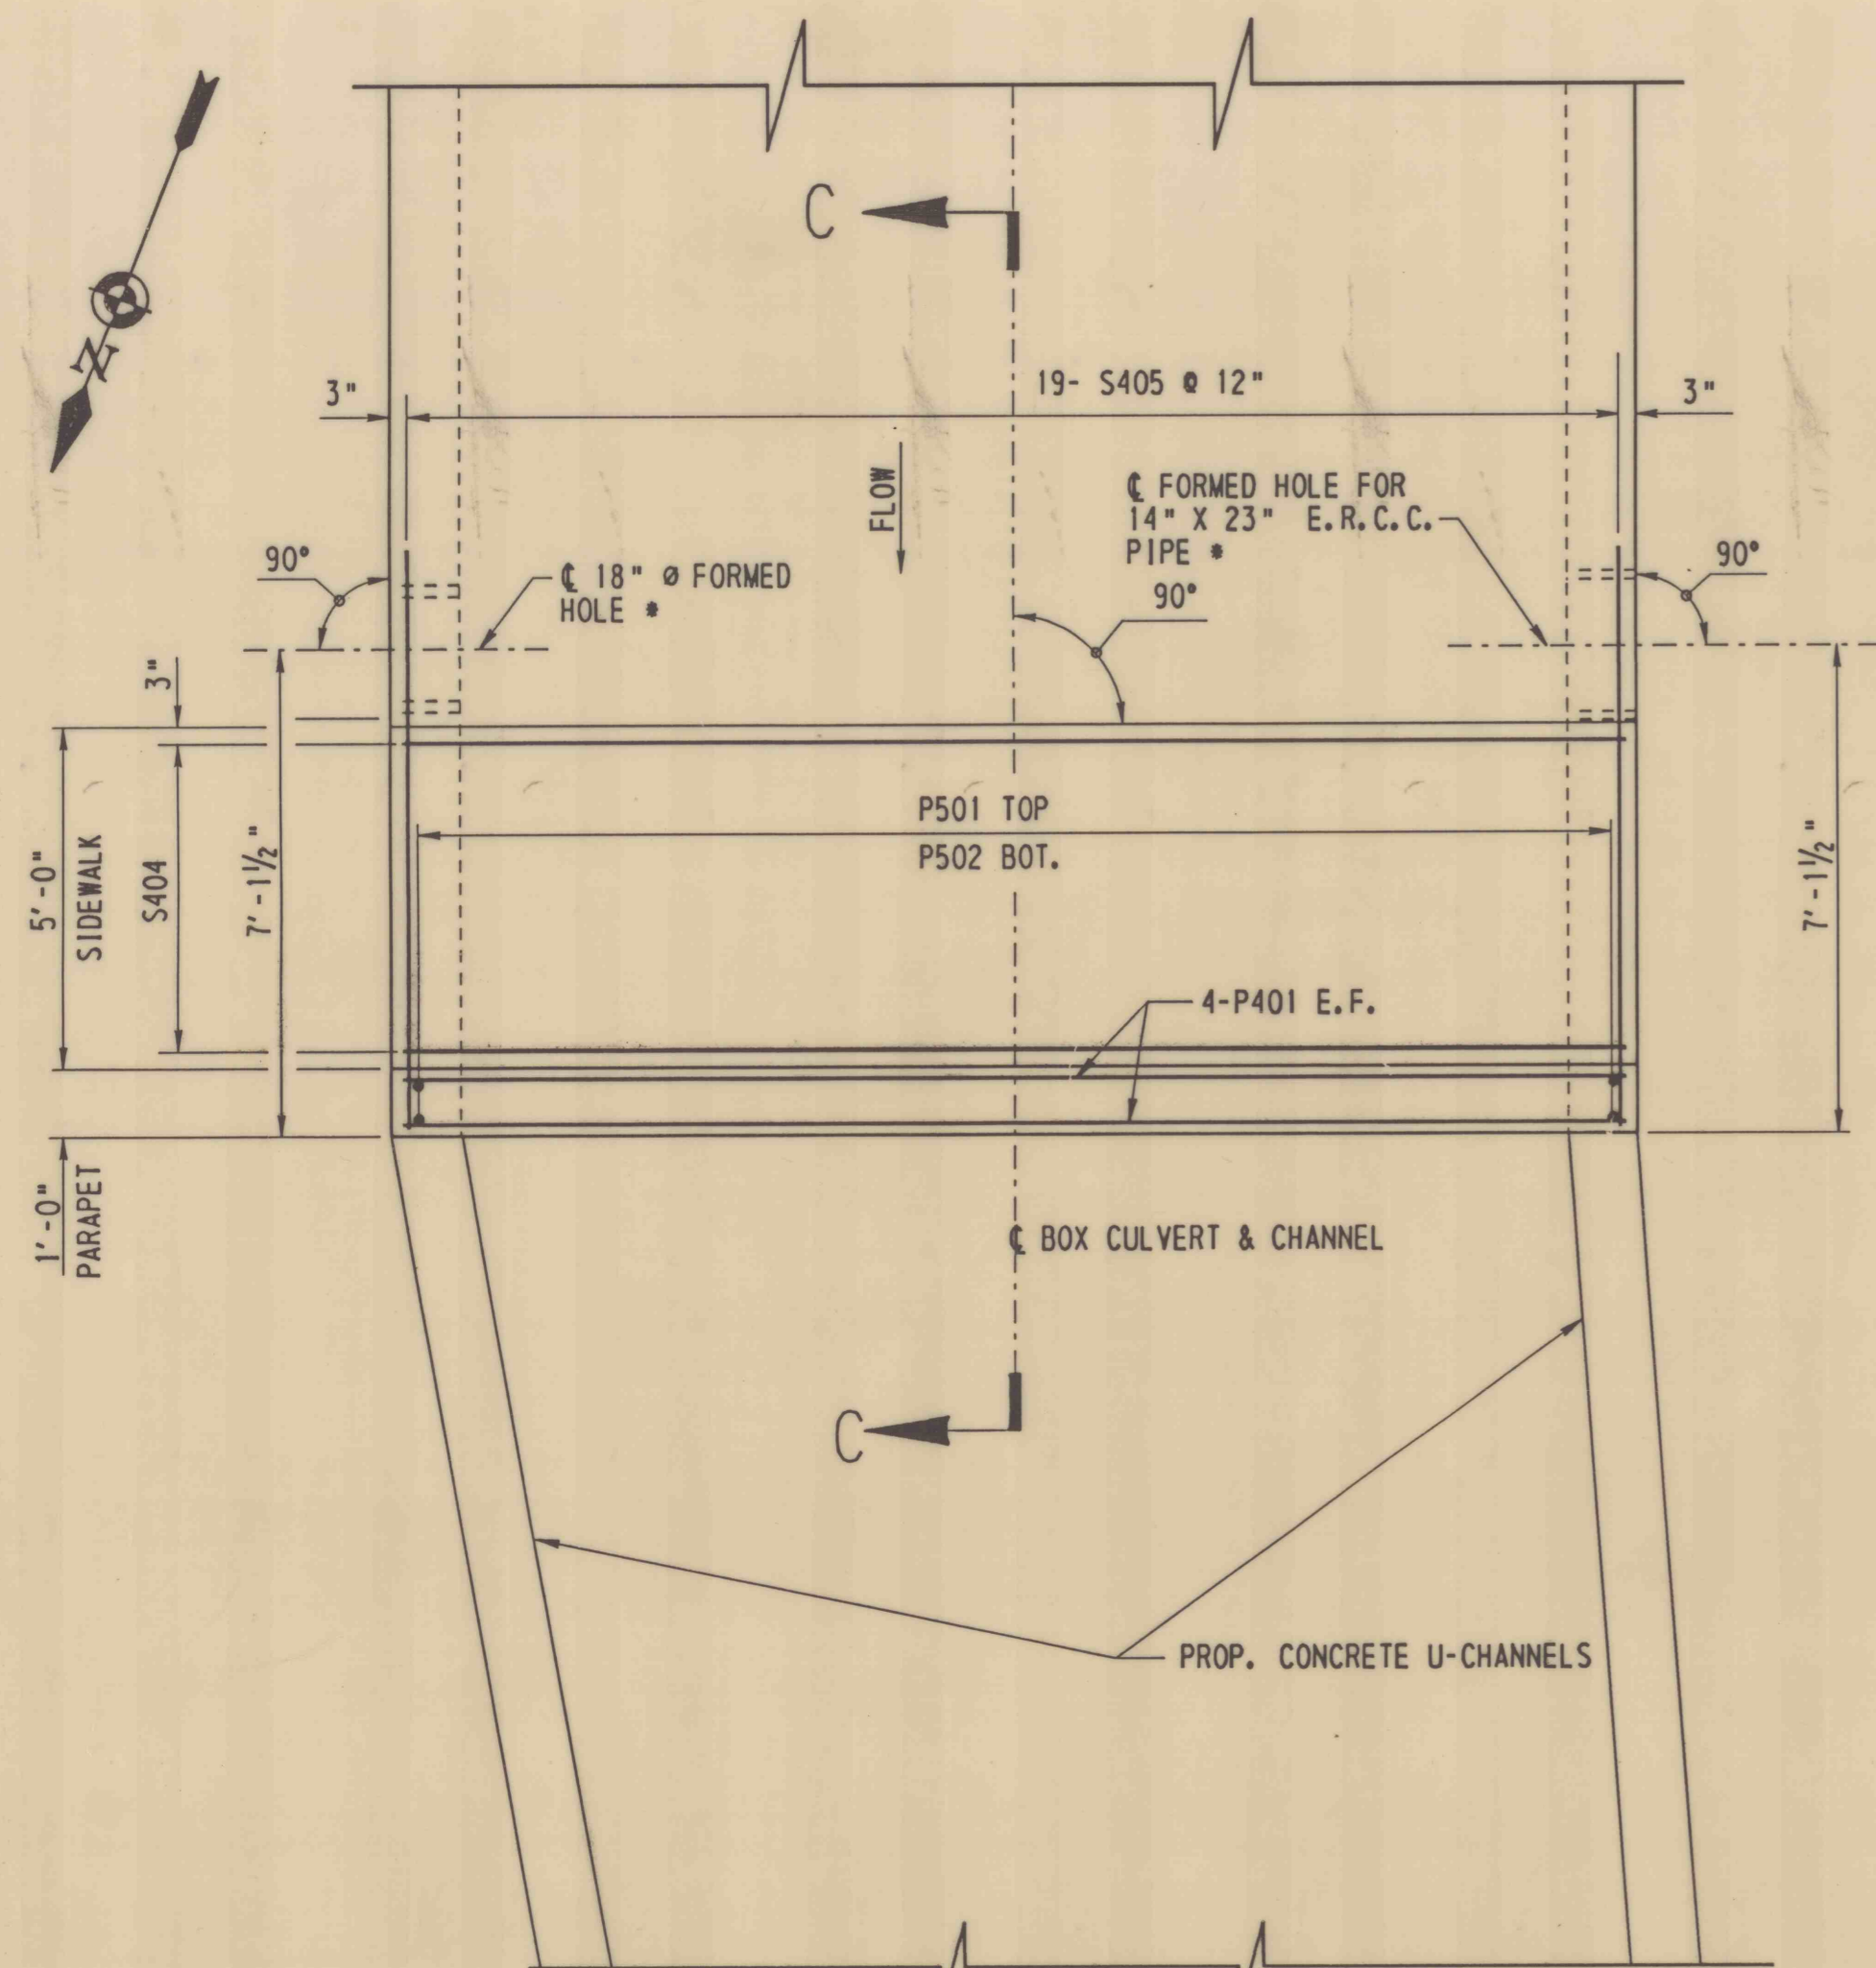 C
19- S405 @ 12"
3"
3"
N
FLOW
℄ FORMED HOLE FOR
14" X 23" E.R.C.C.
PIPE *
90°
90°
90°
℄ 18" Ø FORMED
HOLE *
3"
P501 TOP
P502 BOT.
5'-0"
SIDEWALK
S404
7'-1½"
7'-1½"
4-P401 E.F.
1'-0"
PARAPET
℄ BOX CULVERT & CHANNEL
C
PROP. CONCRETE U-CHANNELS